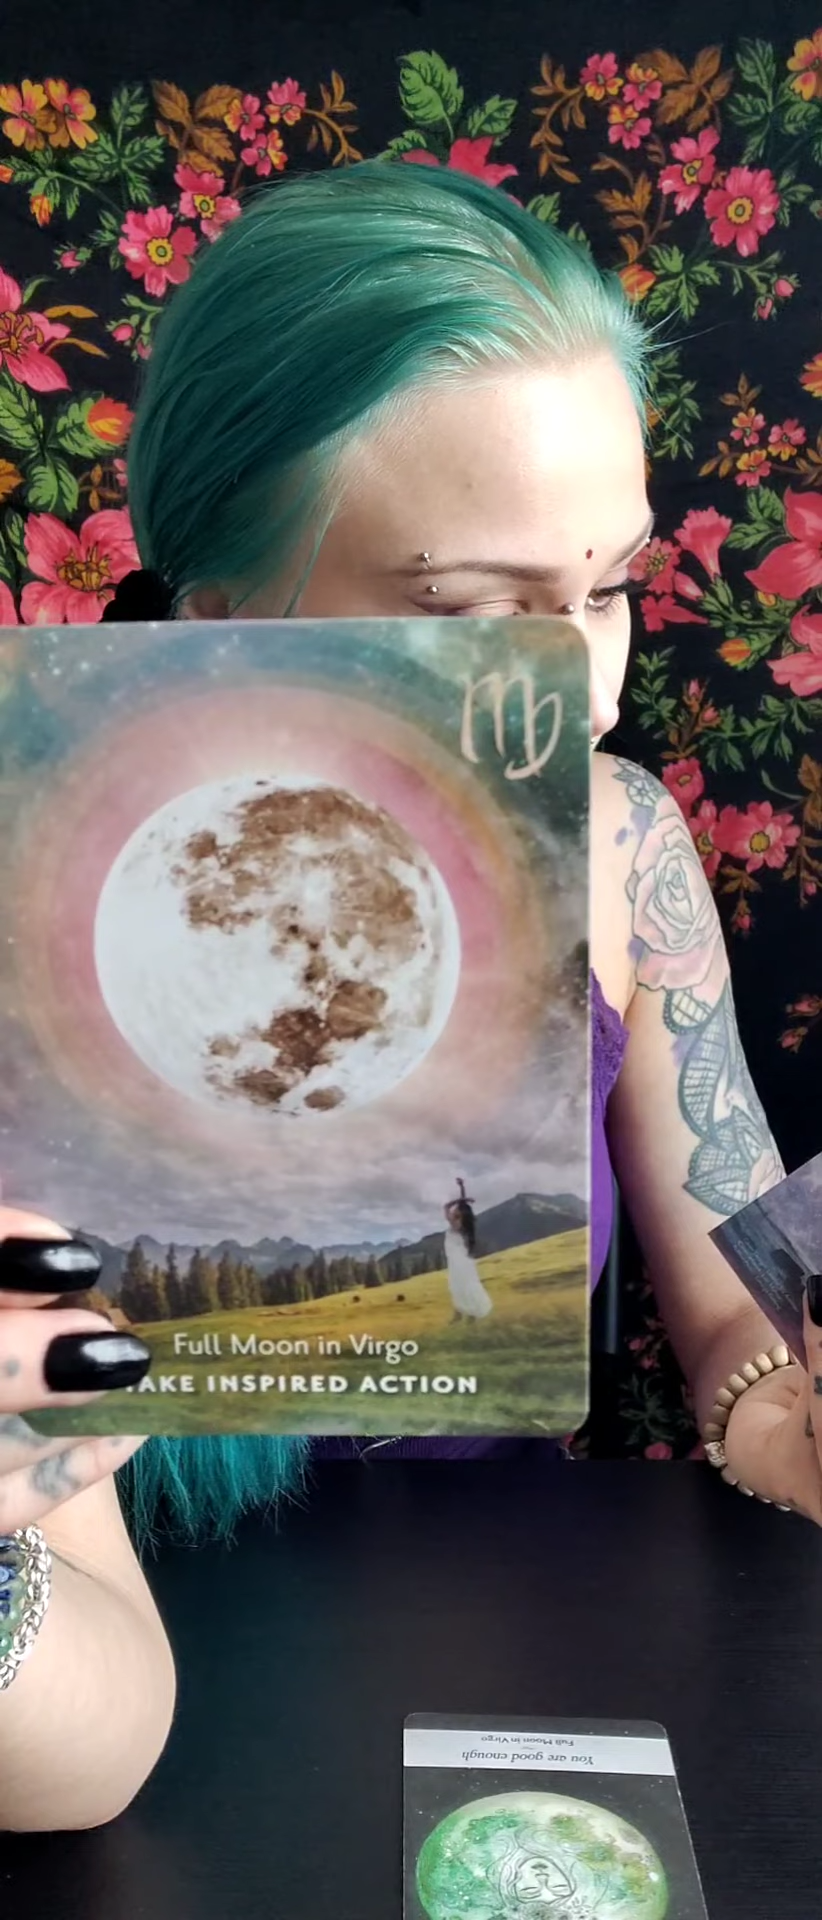 ♍
Full Moon in Virgo
TAKE INSPIRED ACTION
You are good enough
Full Moon in Virgo